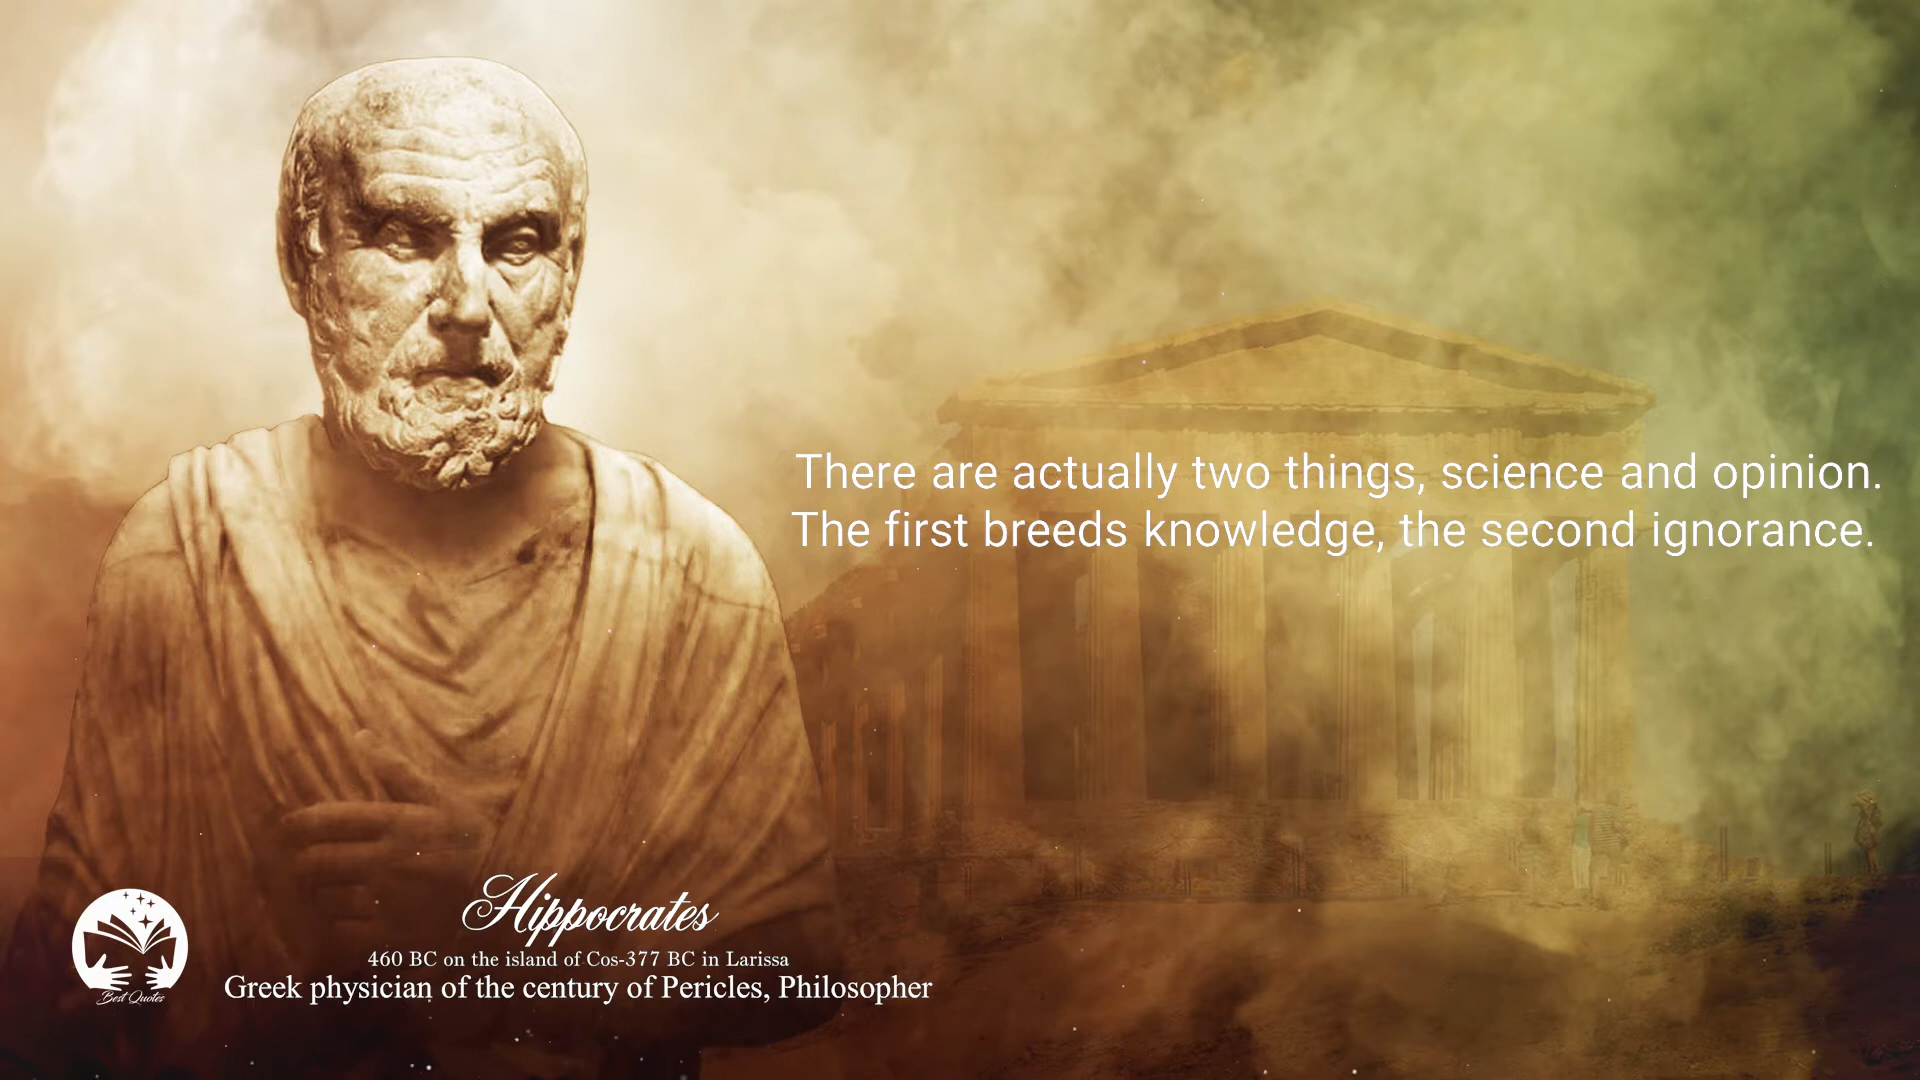 There are actually two things, science and opinion.
The first breeds knowledge, the second ignorance.
Hippocrates
460 BC on the island of Cos-377 BC in Larissa
Greek physician of the century of Pericles, Philosopher
Best Quotes